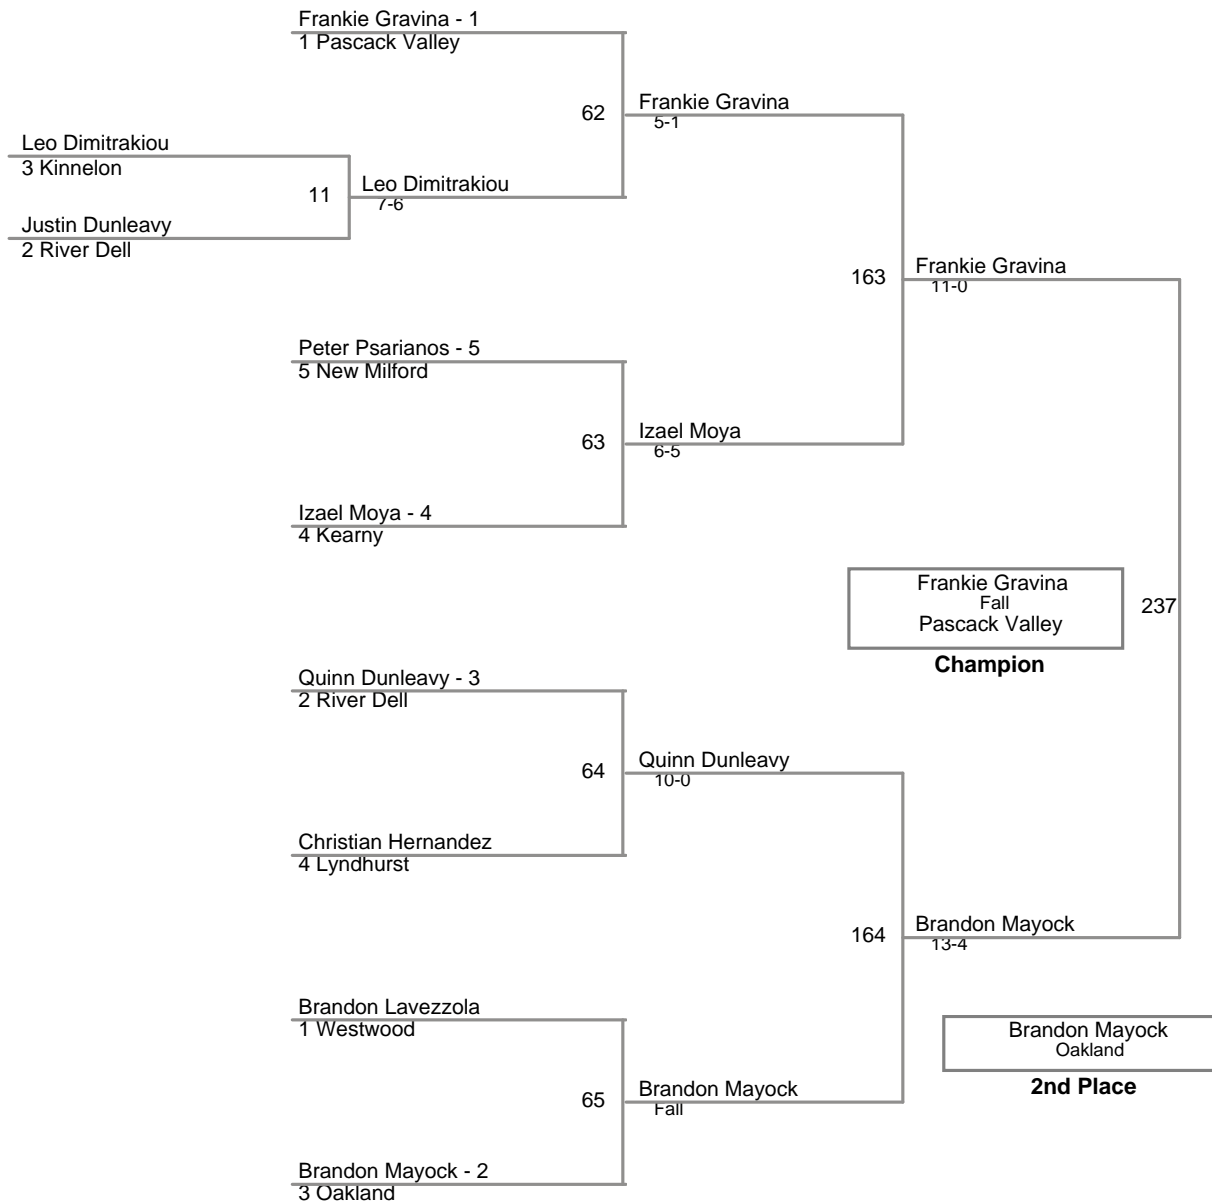 Frankie Gravina - 1
1 Pascack Valley
62
Frankie Gravina
5-1
Leo Dimitrakiou
3 Kinnelon
11
Leo Dimitrakiou
7-6
Justin Dunleavy
2 River Dell
163
Frankie Gravina
11-0
Peter Psarianos - 5
5 New Milford
63
Izael Moya
6-5
Izael Moya - 4
4 Kearny
Frankie Gravina
Fall
Pascack Valley
237
Champion
Quinn Dunleavy - 3
2 River Dell
64
Quinn Dunleavy
10-0
Christian Hernandez
4 Lyndhurst
164
Brandon Mayock
13-4
Brandon Lavezzola
1 Westwood
Brandon Mayock
Oakland
2nd Place
65
Brandon Mayock
Fall
Brandon Mayock - 2
3 Oakland